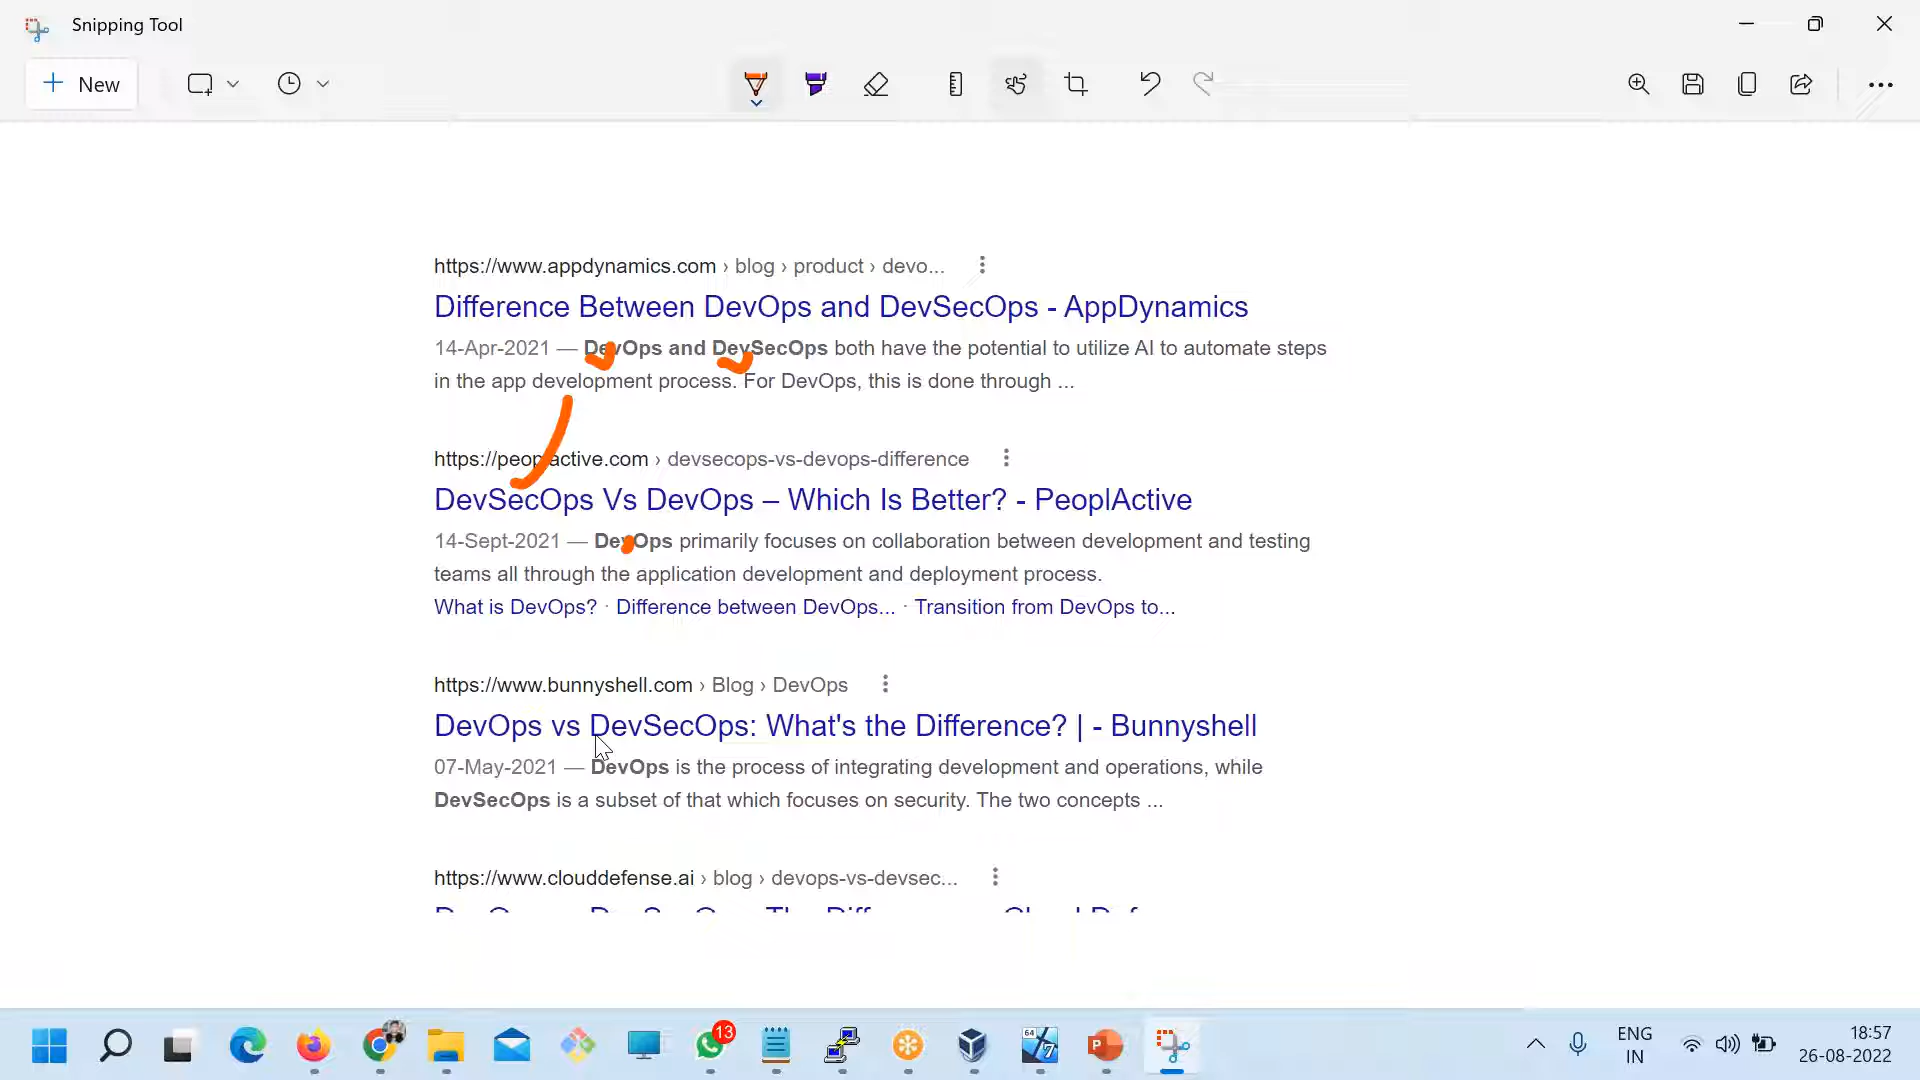 Snipping Tool
New
https://www.appdynamics.com › blog › product › devo...
Difference Between DevOps and DevSecOps - AppDynamics
14-Apr-2021 — DevOps and DevSecOps both have the potential to utilize AI to automate steps
in the app development process. For DevOps, this is done through ...
https://peoplactive.com › devsecops-vs-devops-difference
DevSecOps Vs DevOps – Which Is Better? - PeoplActive
14-Sept-2021 — DevOps primarily focuses on collaboration between development and testing
teams all through the application development and deployment process.
What is DevOps? · Difference between DevOps... · Transition from DevOps to...
https://www.bunnyshell.com › Blog › DevOps
DevOps vs DevSecOps: What's the Difference? | - Bunnyshell
07-May-2021 — DevOps is the process of integrating development and operations, while
DevSecOps is a subset of that which focuses on security. The two concepts ...
https://www.clouddefense.ai › blog › devops-vs-devsec...
13
64
7
P
ENG
IN
18:57
26-08-2022